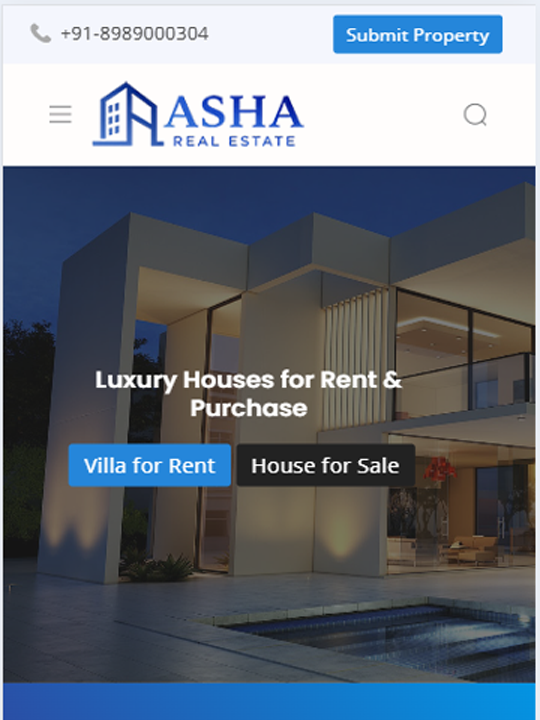 +91-8989000304
Submit Property
ASHA
REAL ESTATE
Luxury Houses for Rent &
Purchase
Villa for Rent
House for Sale